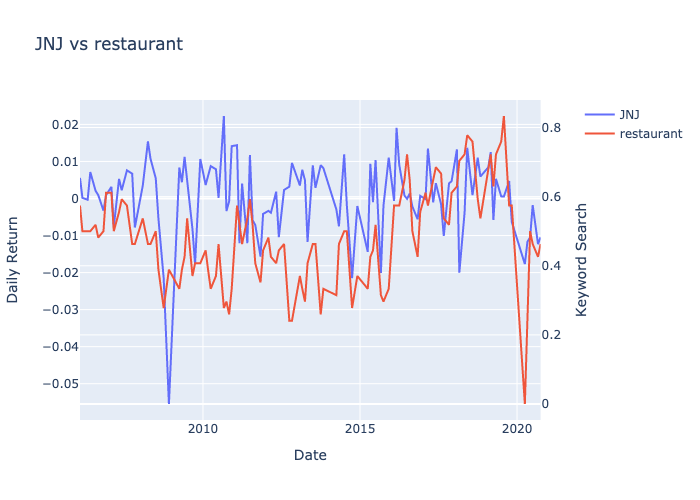 JNJ vs restaurant
JNJ
restaurant
0.02
0.01
0
−0.01
−0.02
−0.03
−0.04
−0.05
0.8
0.6
0.4
0.2
0
2010
2015
2020
Daily Return
Keyword Search
Date